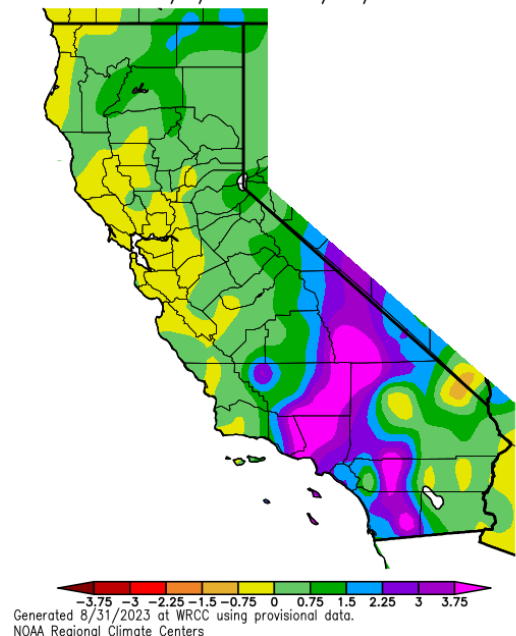 -3.75 -3 -2.25 -1.5 -0.75 0 0.75 1.5 2.25 3 3.75
Generated 8/31/2023 at WRCC using provisional data.
NOAA Regional Climate Centers